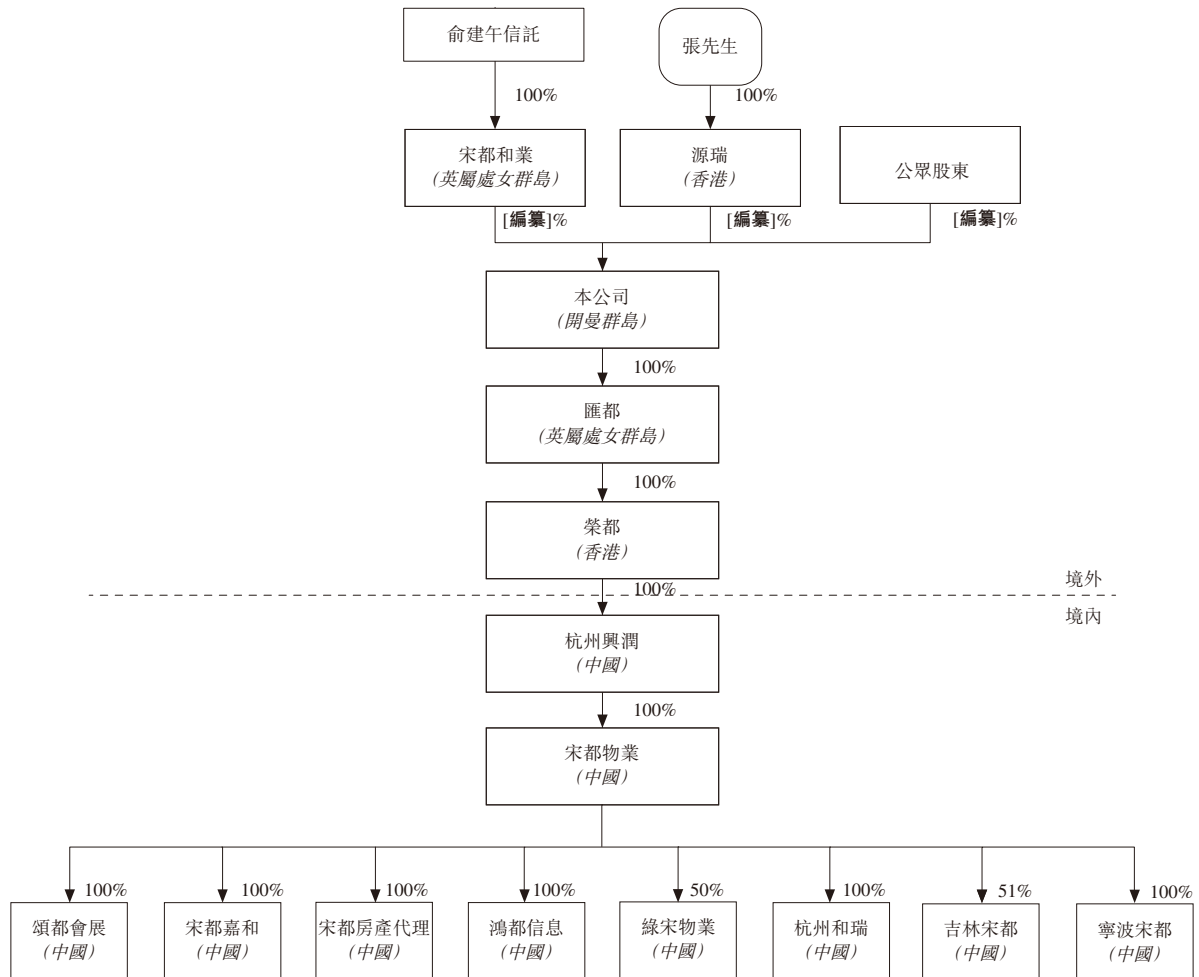 俞建午信託
張先生
100%
100%
宋都和業
(英屬處女群島)
源瑞
(香港)
公眾股東
[編纂]%
[編纂]%
[編纂]%
本公司
(開曼群島)
100%
匯都
(英屬處女群島)
100%
榮都
(香港)
100%
境外
境內
杭州興潤
(中國)
100%
宋都物業
(中國)
100%
100%
100%
100%
50%
100%
51%
100%
頌都會展
(中國)
宋都嘉和
(中國)
宋都房產代理
(中國)
鴻都信息
(中國)
綠宋物業
(中國)
杭州和瑞
(中國)
吉林宋都
(中國)
寧波宋都
(中國)